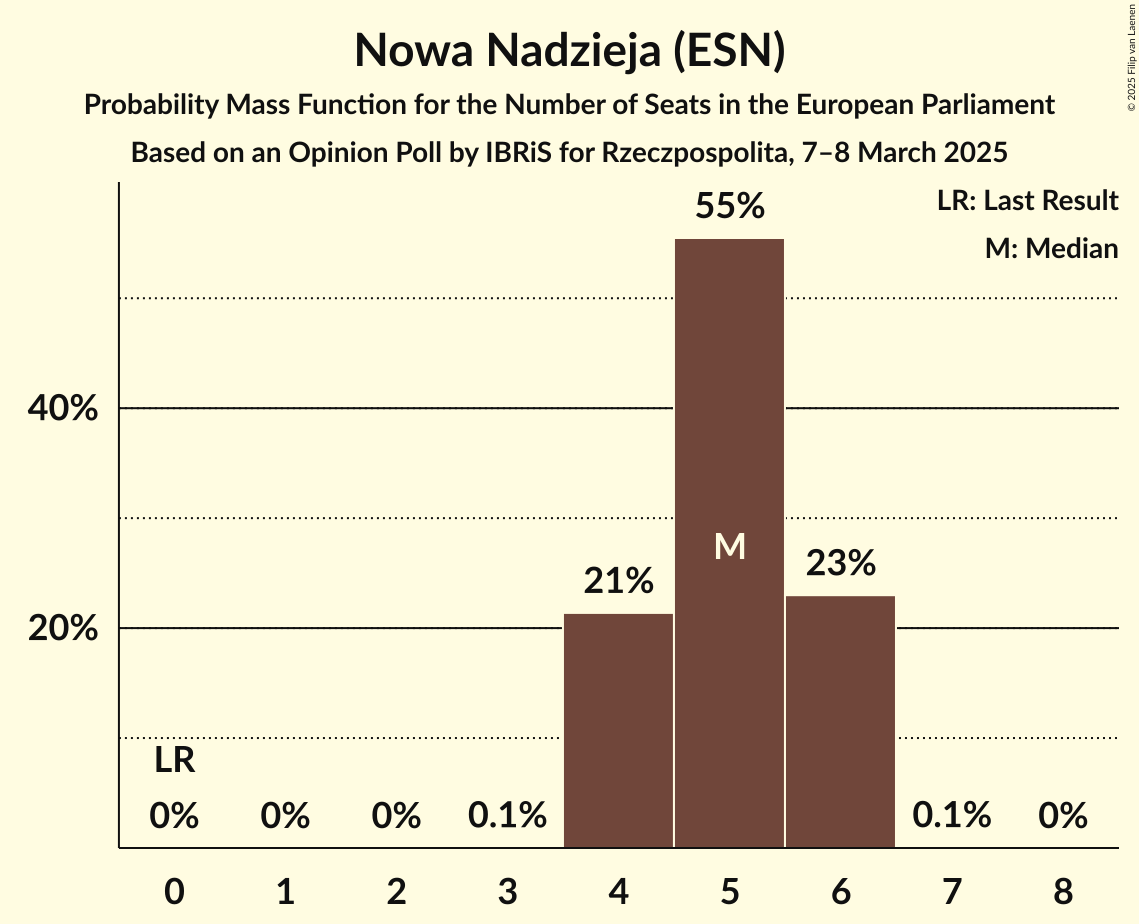 Nowa Nadzieja (ESN)
Probability Mass Function for the Number of Seats in the European Parliament
Based on an Opinion Poll by IBRiS for Rzeczpospolita, 7–8 March 2025
© 2025 Filip van Laenen
LR: Last Result
M: Median
55%
40%
M
21%
23%
20%
LR
0%
0%
0%
0.1%
0.1%
0%
0
1
2
3
4
5
6
7
8